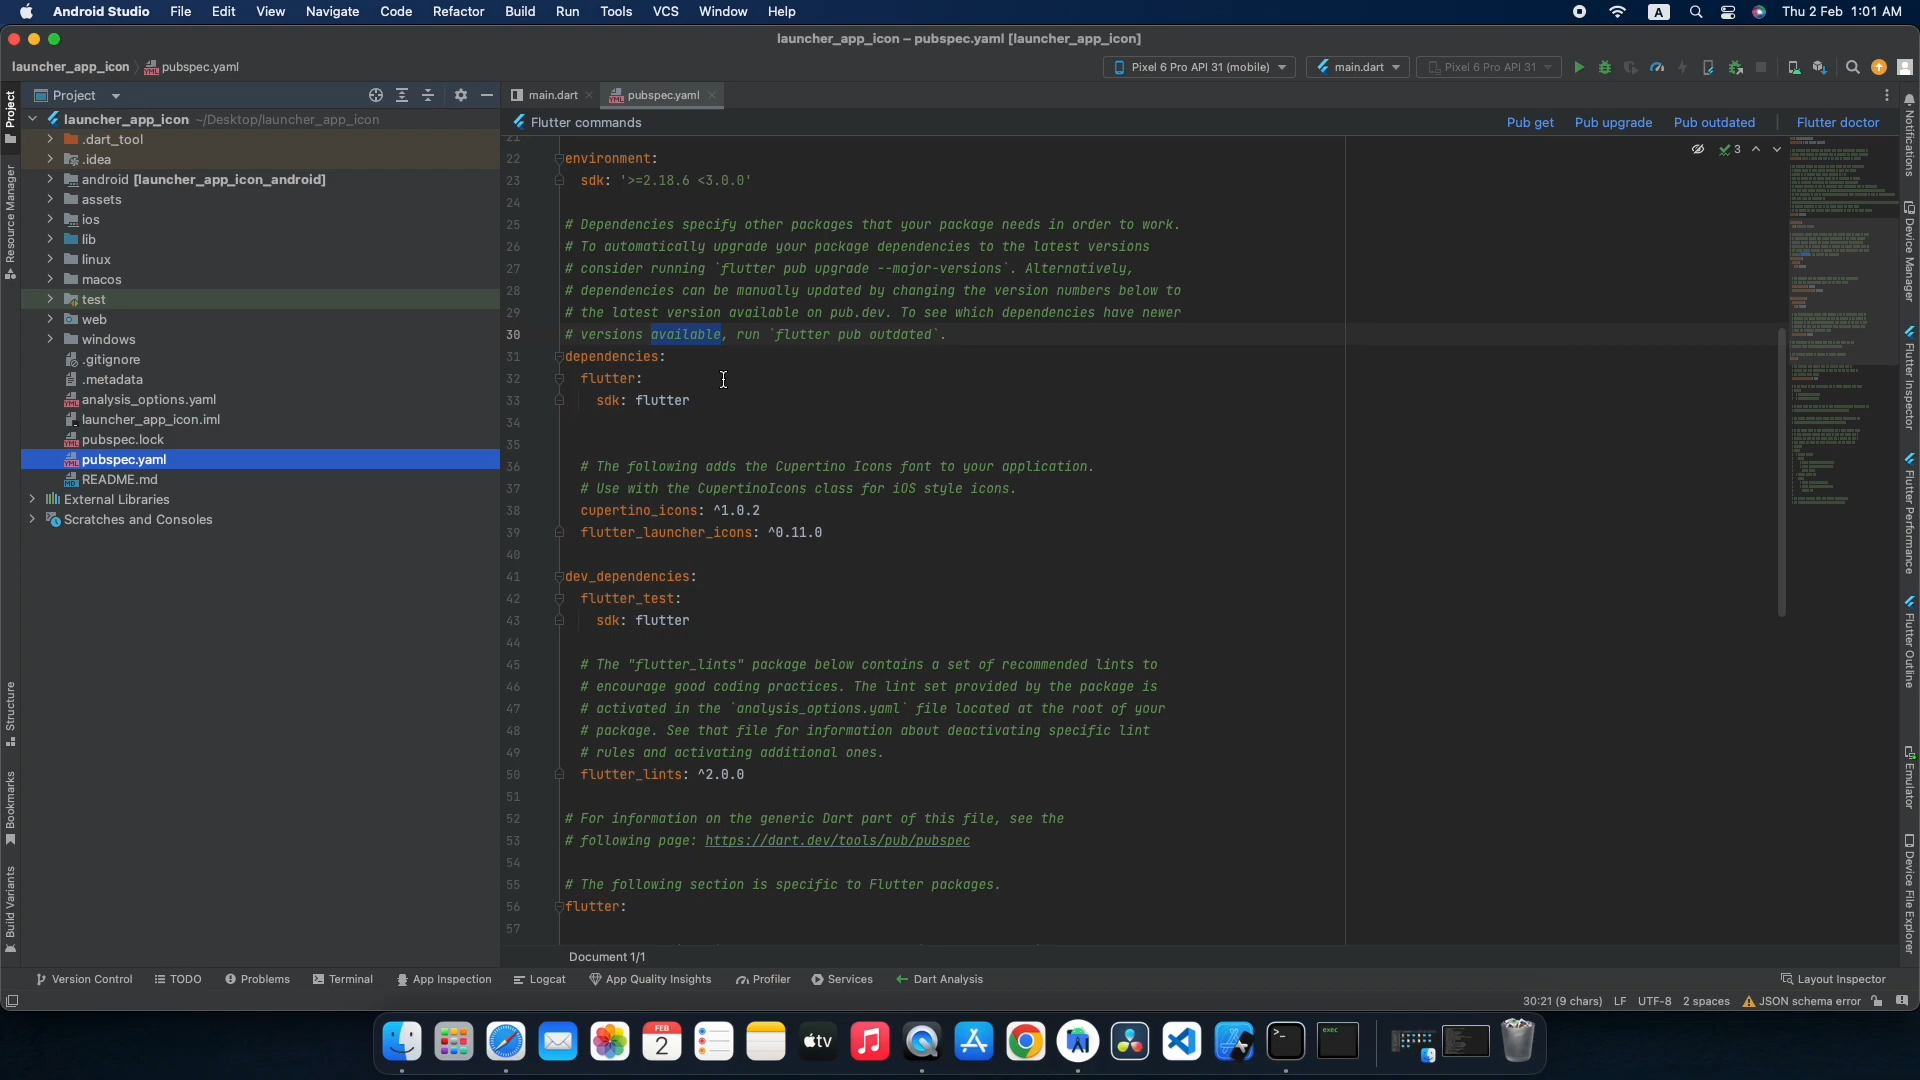 Android Studio File Edit View Navigate Code Refactor Build Run Tools VCS Window Help A Thu 2 Feb 1:01 AM
launcher_app_icon – pubspec.yaml [launcher_app_icon]
launcher_app_icon pubspec.yaml Pixel 6 Pro API 31 (mobile) main.dart Pixel 6 Pro API 31
Project main.dart pubspec.yaml
Flutter commands Pub get Pub upgrade Pub outdated Flutter doctor
launcher_app_icon ~/Desktop/launcher_app_icon
.dart_tool
.idea
android [launcher_app_icon_android]
assets
ios
lib
linux
macos
test
web
windows
.gitignore
.metadata
analysis_options.yaml
launcher_app_icon.iml
pubspec.lock
pubspec.yaml
README.md
External Libraries
Scratches and Consoles
Project
Resource Manager
Structure
Bookmarks
Build Variants
3
21
22 environment:
23 sdk: '>=2.18.6 <3.0.0'
24
25 # Dependencies specify other packages that your package needs in order to work.
26 # To automatically upgrade your package dependencies to the latest versions
27 # consider running `flutter pub upgrade --major-versions`. Alternatively,
28 # dependencies can be manually updated by changing the version numbers below to
29 # the latest version available on pub.dev. To see which dependencies have newer
30 # versions available, run `flutter pub outdated`.
31 dependencies:
32 flutter:
33 sdk: flutter
34
35
36 # The following adds the Cupertino Icons font to your application.
37 # Use with the CupertinoIcons class for iOS style icons.
38 cupertino_icons: ^1.0.2
39 flutter_launcher_icons: ^0.11.0
40
41 dev_dependencies:
42 flutter_test:
43 sdk: flutter
44
45 # The "flutter_lints" package below contains a set of recommended lints to
46 # encourage good coding practices. The lint set provided by the package is
47 # activated in the `analysis_options.yaml` file located at the root of your
48 # package. See that file for information about deactivating specific lint
49 # rules and activating additional ones.
50 flutter_lints: ^2.0.0
51
52 # For information on the generic Dart part of this file, see the
53 # following page: https://dart.dev/tools/pub/pubspec
54
55 # The following section is specific to Flutter packages.
56 flutter:
57
Document 1/1
Notifications
Device Manager
Flutter Inspector
Flutter Performance
Flutter Outline
Emulator
Device File Explorer
Version Control TODO Problems Terminal App Inspection Logcat App Quality Insights Profiler Services Dart Analysis Layout Inspector
30:21 (9 chars) LF UTF-8 2 spaces JSON schema error
FEB
2
tv
exec